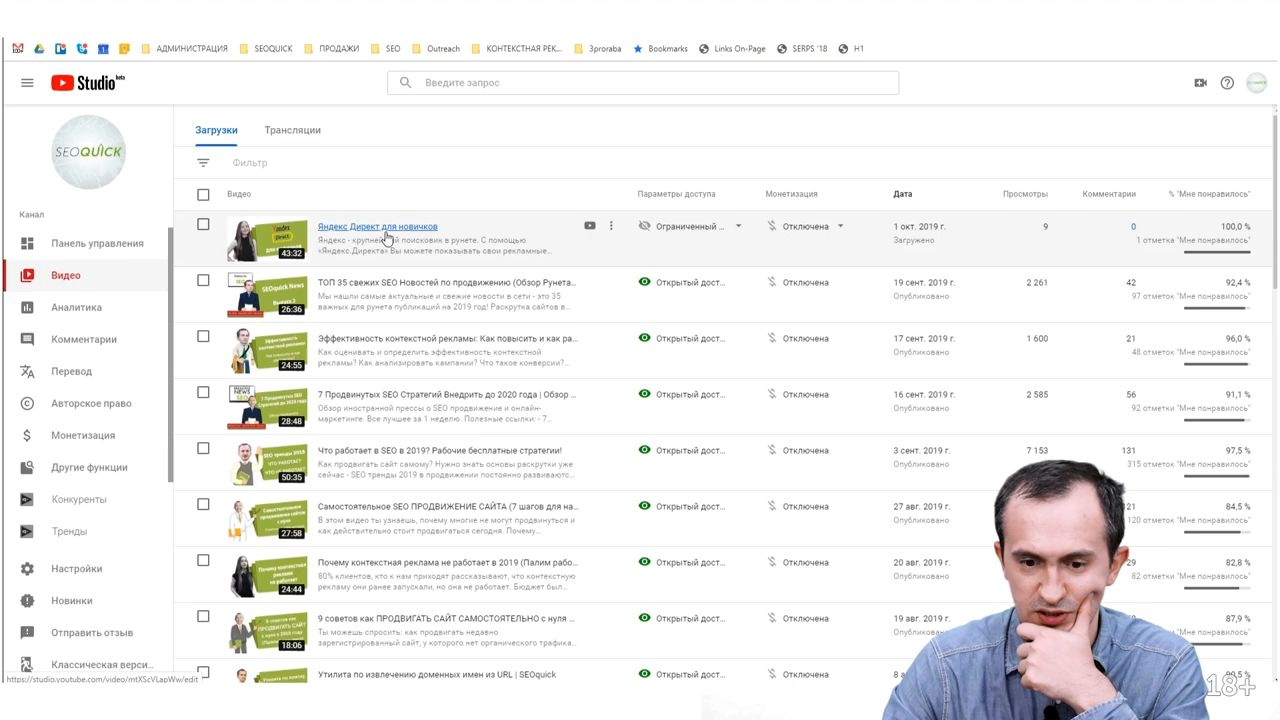 АДМИНИСТРАЦИЯ SEOQUICK ПРОДАЖИ SEO Outreach КОНТЕКСТНАЯ РЕК... 3proraba Bookmarks Links On-Page SERPS '18 H1
Studio beta
Введите запрос
SEOQUICK
Канал
Панель управления
Видео
Аналитика
Комментарии
Перевод
Авторское право
Монетизация
Другие функции
Конкуренты
Тренды
Настройки
Новинки
Отправить отзыв
Классическая верси...
Загрузки Трансляции
Фильтр
Видео Параметры доступа Монетизация Дата Просмотры Комментарии % "Мне понравилось"
Яндекс Директ для новичков Ограниченный ... Отключена 1 окт. 2019 г. 9 0 100,0 %
Яндекс - крупнейший поисковик в рунете. С помощью Загружено 1 отметка "Мне понравилось"
«Яндекс.Директа» Вы можете показывать свои рекламные...
43:32
ТОП 35 свежих SEO Новостей по продвижению (Обзор Рунета... Открытый дост... Отключена 19 сент. 2019 г. 2 261 42 92,4 %
Мы нашли самые актуальные и свежие новости в сети - это 35 Опубликовано 97 отметок "Мне понравилось"
важных для рунета публикаций на 2019 год! Раскрутка сайтов в...
26:36
Эффективность контекстной рекламы: Как повысить и как ра... Открытый дост... Отключена 17 сент. 2019 г. 1 600 21 96,0 %
Как оценивать и определить эффективность контекстной Опубликовано 48 отметок "Мне понравилось"
рекламы? Как анализировать кампании? Что такое конверсии?...
24:55
7 Продвинутых SEO Стратегий Внедрить до 2020 года | Обзор ... Открытый дост... Отключена 16 сент. 2019 г. 2 585 56 91,1 %
Обзор иностранной прессы о SEO продвижение и онлайн- Опубликовано 92 отметки "Мне понравилось"
маркетинге. Все лучшее за 1 неделю. Полезные ссылки: - 7...
28:48
Что работает в SEO в 2019? Рабочие бесплатные стратегии! Открытый дост... Отключена 3 сент. 2019 г. 7 153 131 97,5 %
Как продвигать сайт самому? Нужно знать основы раскрутки уже Опубликовано 315 отметок "Мне понравилось"
сейчас - SEO тренды 2019 в продвижении постоянно развиваютс...
50:35
Самостоятельное SEO ПРОДВИЖЕНИЕ САЙТА (7 шагов для на... Открытый дост... Отключена 27 авг. 2019 г. 84,5 %
В этом видео ты узнаешь, почему многие не могут продвинуться и Опубликовано 120 отметок "Мне понравилось"
как действительно стоит продвигаться сегодня. Почему...
27:58
Почему контекстная реклама не работает в 2019 (Палим рабо... Открытый дост... Отключена 20 авг. 2019 г. 29 82,8 %
80% клиентов, кто к нам приходят рассказывают, что контекстную Опубликовано 82 отметки "Мне понравилось"
рекламу они ранее запускали, но она не работает. Бюджет был...
24:44
9 советов как ПРОДВИГАТЬ САЙТ САМОСТОЯТЕЛЬНО с нуля ... Открытый дост... Отключена 19 авг. 2019 87,9 %
Ты можешь спросить: как продвигать недавно "Мне понравилось"
зарегистрированный сайт, у которого нет органического трафика...
18:06
Утилита по извлечению доменных имен из URL | SEOquick Открытый дост... Отключена
https://studio.youtube.com/video/mtXScVLapWw/edit
18+